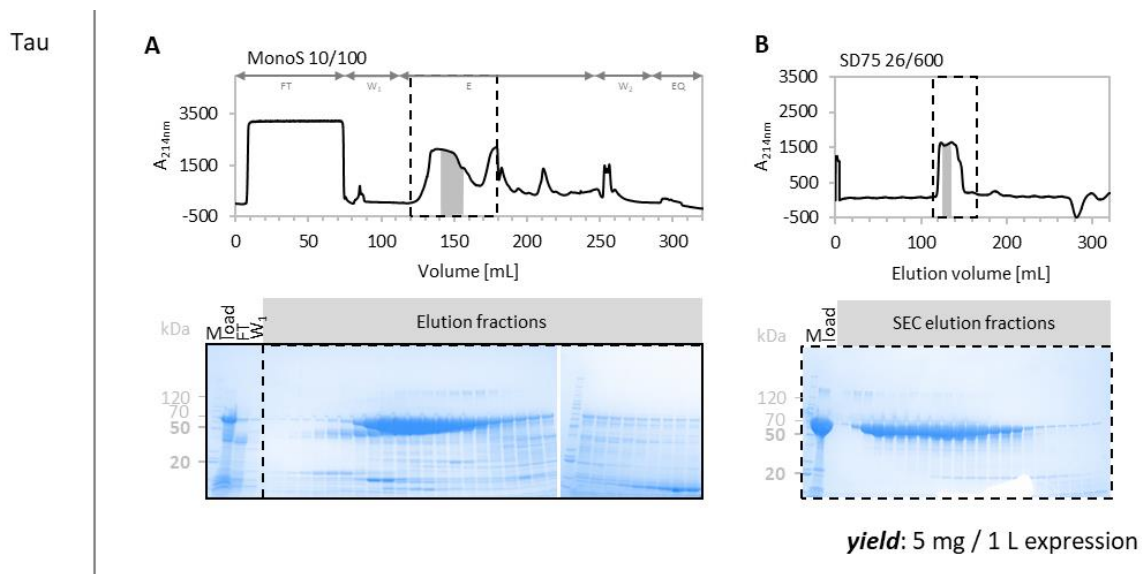 Tau
A
MonoS 10/100
FT W₁ E W₂ EQ
A₂₁₄ₙₘ
3500
1500
500
-500
0 50 100 150 200 250 300
Volume [mL]
kDa
M load FT W₁
Elution fractions
120
70
50
20
B
SD75 26/600
A₂₁₄ₙₘ
3500
2500
1500
500
-500
0 100 200 300
Elution volume [mL]
kDa
M load
SEC elution fractions
120
70
50
20
yield: 5 mg / 1 L expression